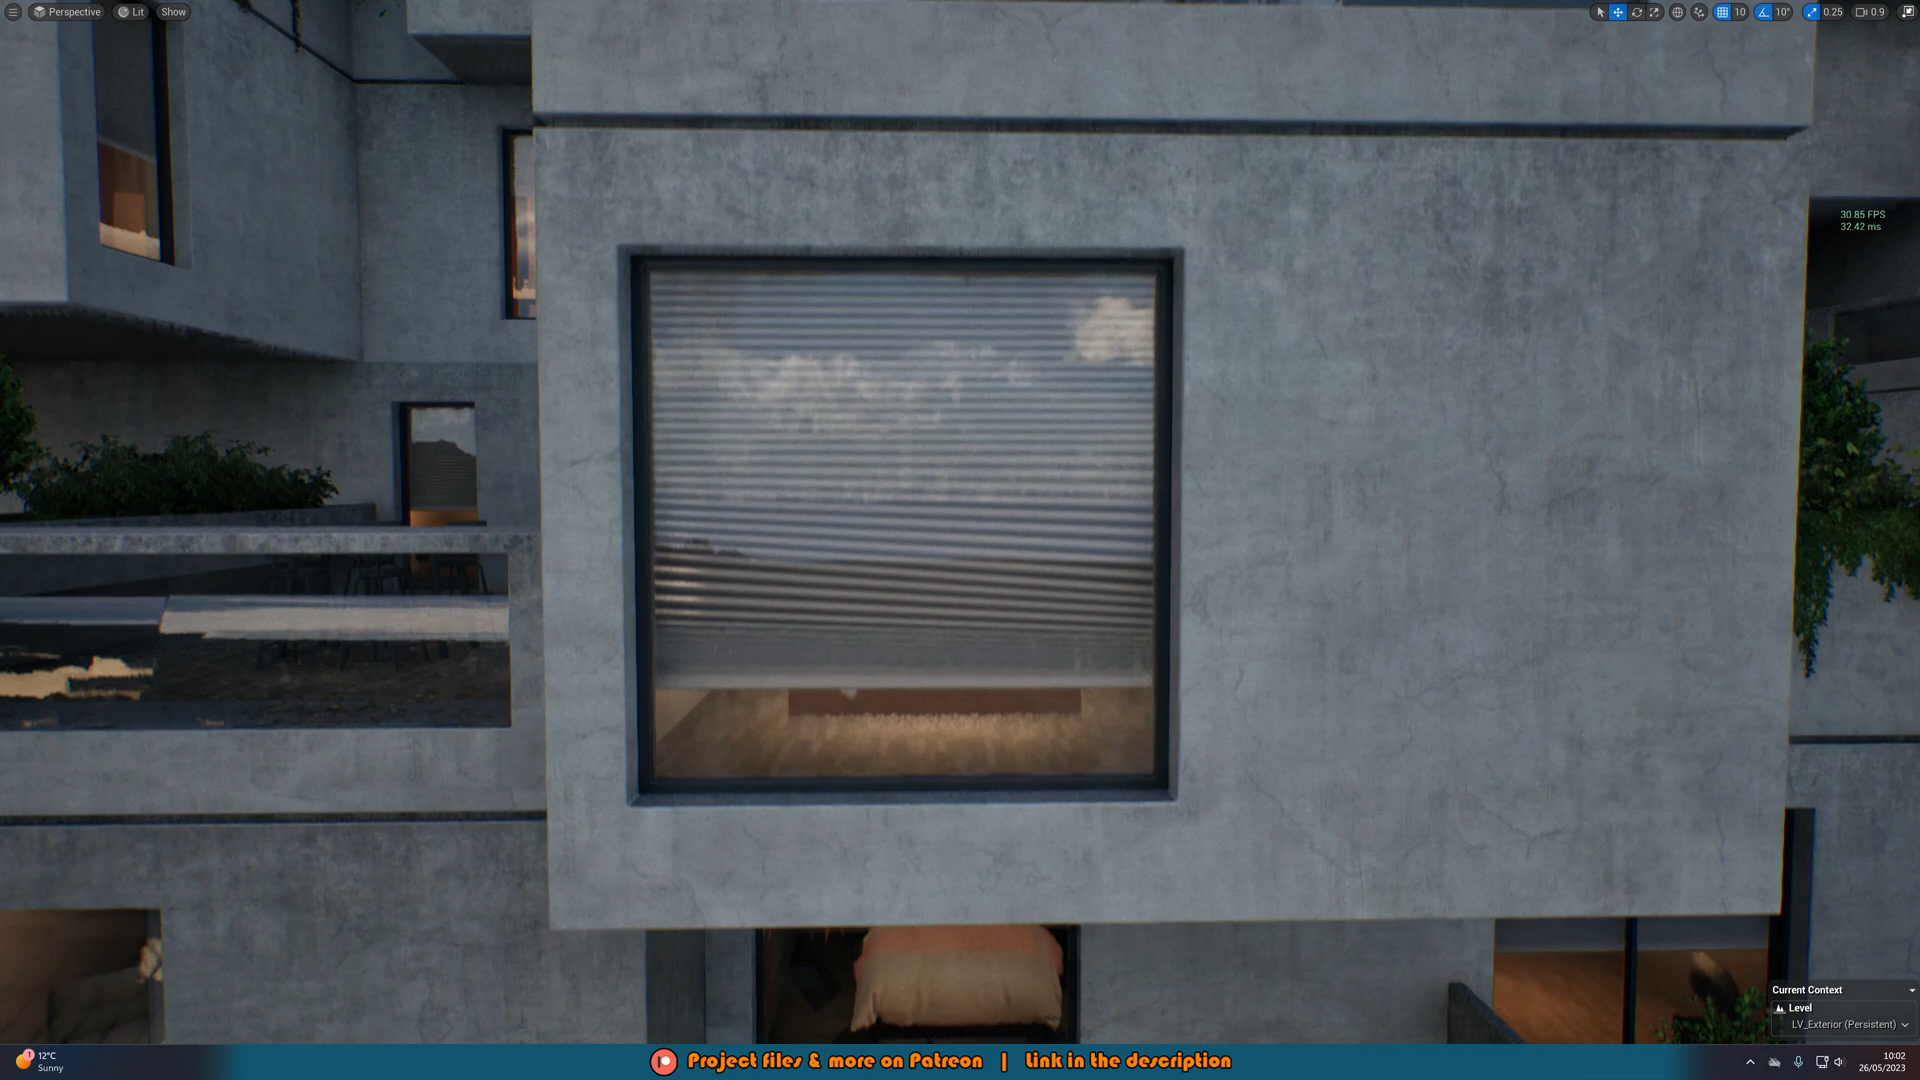 Perspective Lit Show 10 10° 0.25 0.9
30.85 FPS
32.42 ms
Current Context
Level
LV_Exterior (Persistent)
1 12°C
Sunny
Project files & more on Patreon | Link in the description
10:02
26/05/2023